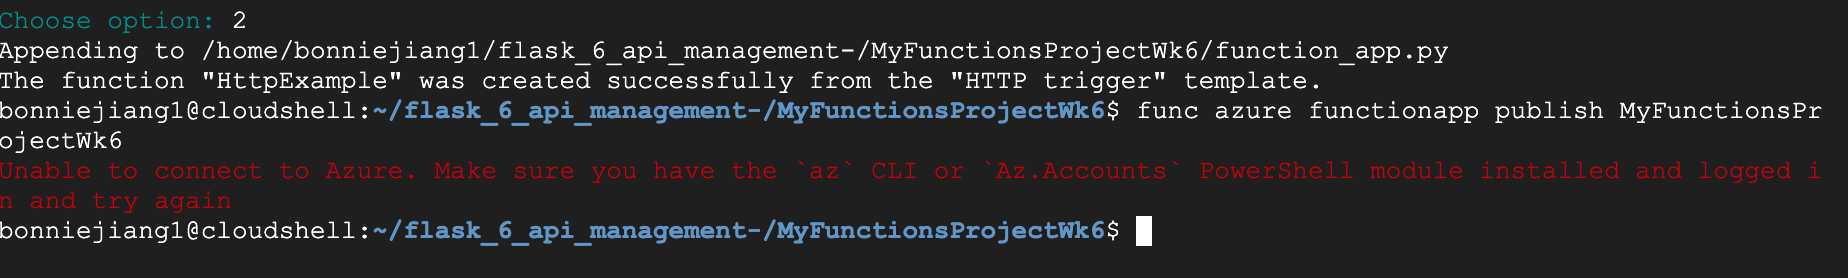 Choose option: 2
Appending to /home/bonniejiang1/flask_6_api_management-/MyFunctionsProjectWk6/function_app.py
The function "HttpExample" was created successfully from the "HTTP trigger" template.
bonniejiang1@cloudshell:~/flask_6_api_management-/MyFunctionsProjectWk6$ func azure functionapp publish MyFunctionsPr
ojectWk6
Unable to connect to Azure. Make sure you have the `az` CLI or `Az.Accounts` PowerShell module installed and logged i
n and try again
bonniejiang1@cloudshell:~/flask_6_api_management-/MyFunctionsProjectWk6$